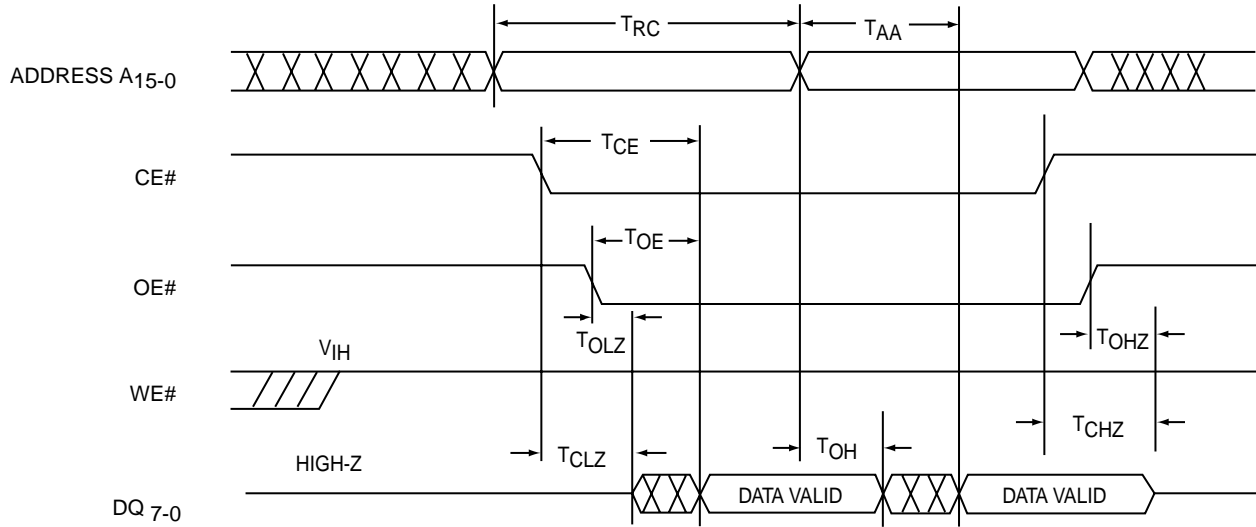 TRC TAA
ADDRESS A15-0
TCE
CE#
TOE
OE#
TOLZ TOHZ
VIH
WE#
TCLZ TOH TCHZ
HIGH-Z
DATA VALID DATA VALID
DQ 7-0